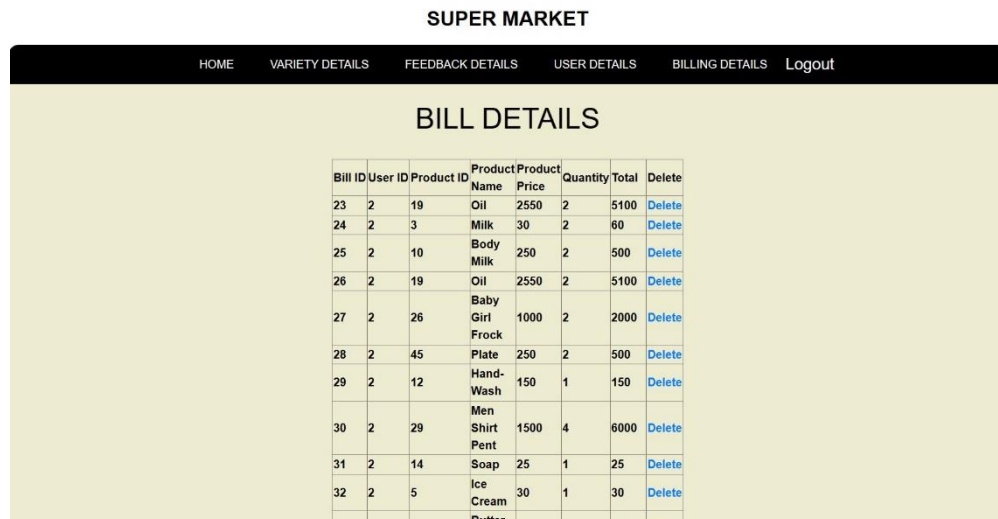 SUPER MARKET
HOME VARIETY DETAILS FEEDBACK DETAILS USER DETAILS BILLING DETAILS Logout
BILL DETAILS
Bill ID User ID Product ID Product Name Product Price Quantity Total Delete
23 2 19 Oil 2550 2 5100 Delete
24 2 3 Milk 30 2 60 Delete
25 2 10 Body Milk 250 2 500 Delete
26 2 19 Oil 2550 2 5100 Delete
27 2 26 Baby Girl Frock 1000 2 2000 Delete
28 2 45 Plate 250 2 500 Delete
29 2 12 Hand-Wash 150 1 150 Delete
30 2 29 Men Shirt Pent 1500 4 6000 Delete
31 2 14 Soap 25 1 25 Delete
32 2 5 Ice Cream 30 1 30 Delete